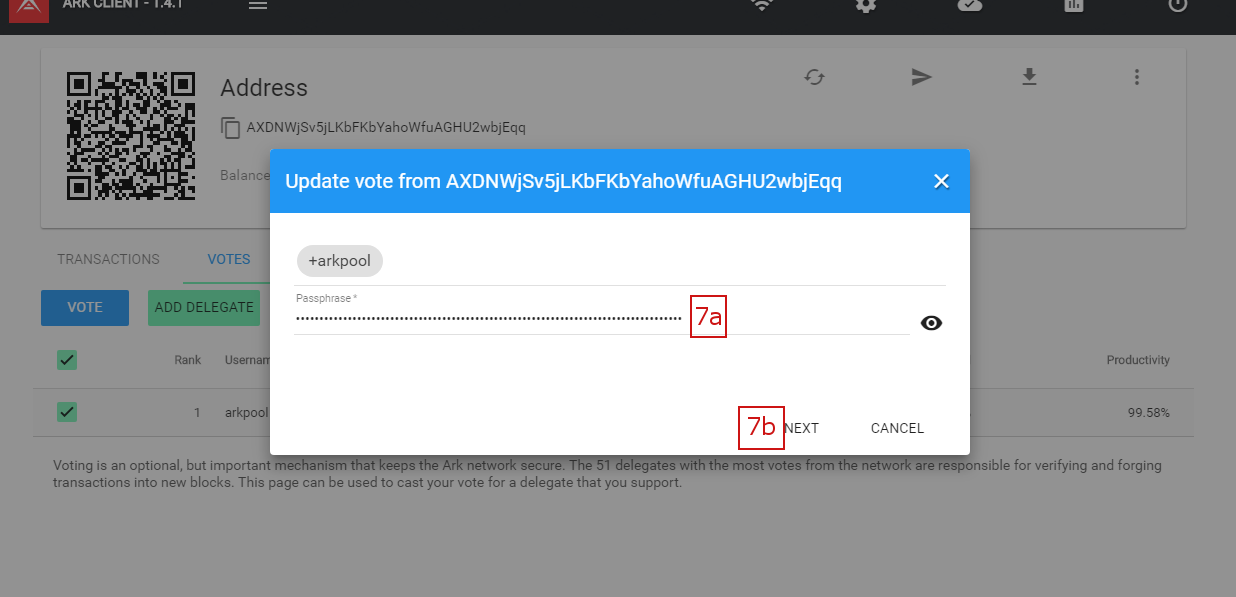 ARK CLIENT - 1.4.1
Address
AXDNWjSv5jLKbFKbYahoWfuAGHU2wbjEqq
Balance
Update vote from AXDNWjSv5jLKbFKbYahoWfuAGHU2wbjEqq
+arkpool
TRANSACTIONS VOTES
Passphrase *
VOTE ADD DELEGATE
7a
Rank Usernam Productivity
1 arkpool 99.58%
7b NEXT CANCEL
Voting is an optional, but important mechanism that keeps the Ark network secure. The 51 delegates with the most votes from the network are responsible for verifying and forging
transactions into new blocks. This page can be used to cast your vote for a delegate that you support.